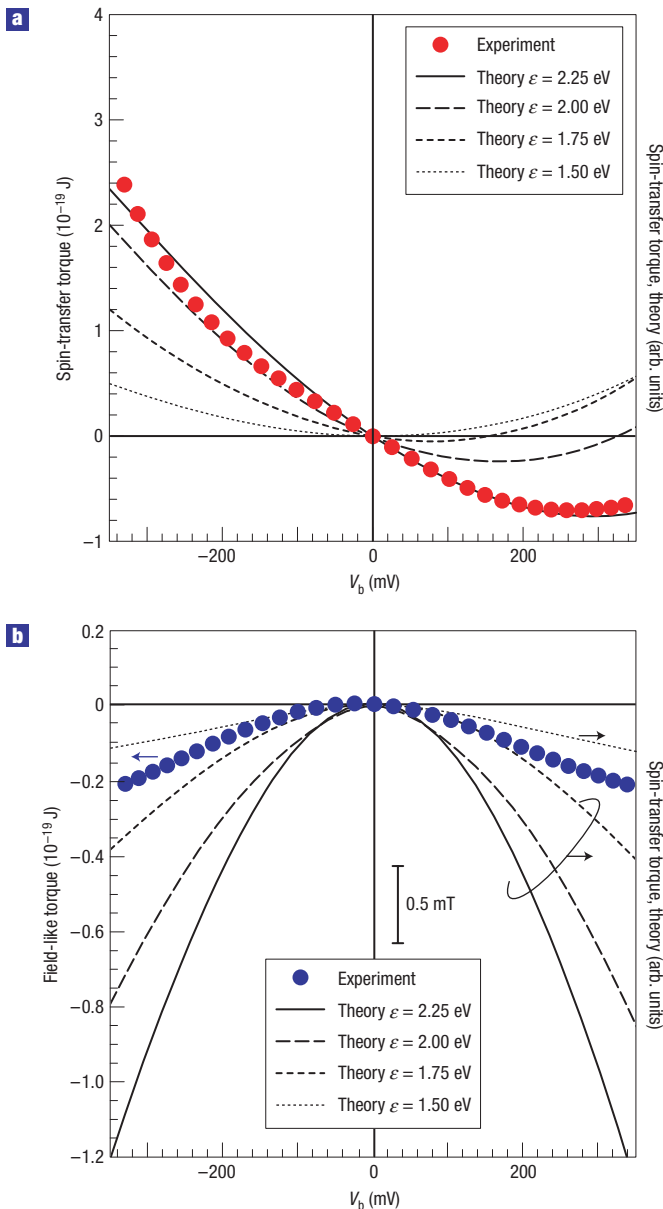 a
4
3
2
1
0
−1
Spin-transfer torque (10⁻¹⁹ J)
Experiment
Theory ε = 2.25 eV
Theory ε = 2.00 eV
Theory ε = 1.75 eV
Theory ε = 1.50 eV
Spin-transfer torque, theory (arb. units)
−200
0
200
V_b (mV)
b
0.2
0
−0.2
−0.4
−0.6
−0.8
−1.0
−1.2
Field-like torque (10⁻¹⁹ J)
0.5 mT
Experiment
Theory ε = 2.25 eV
Theory ε = 2.00 eV
Theory ε = 1.75 eV
Theory ε = 1.50 eV
Spin-transfer torque, theory (arb. units)
−200
0
200
V_b (mV)